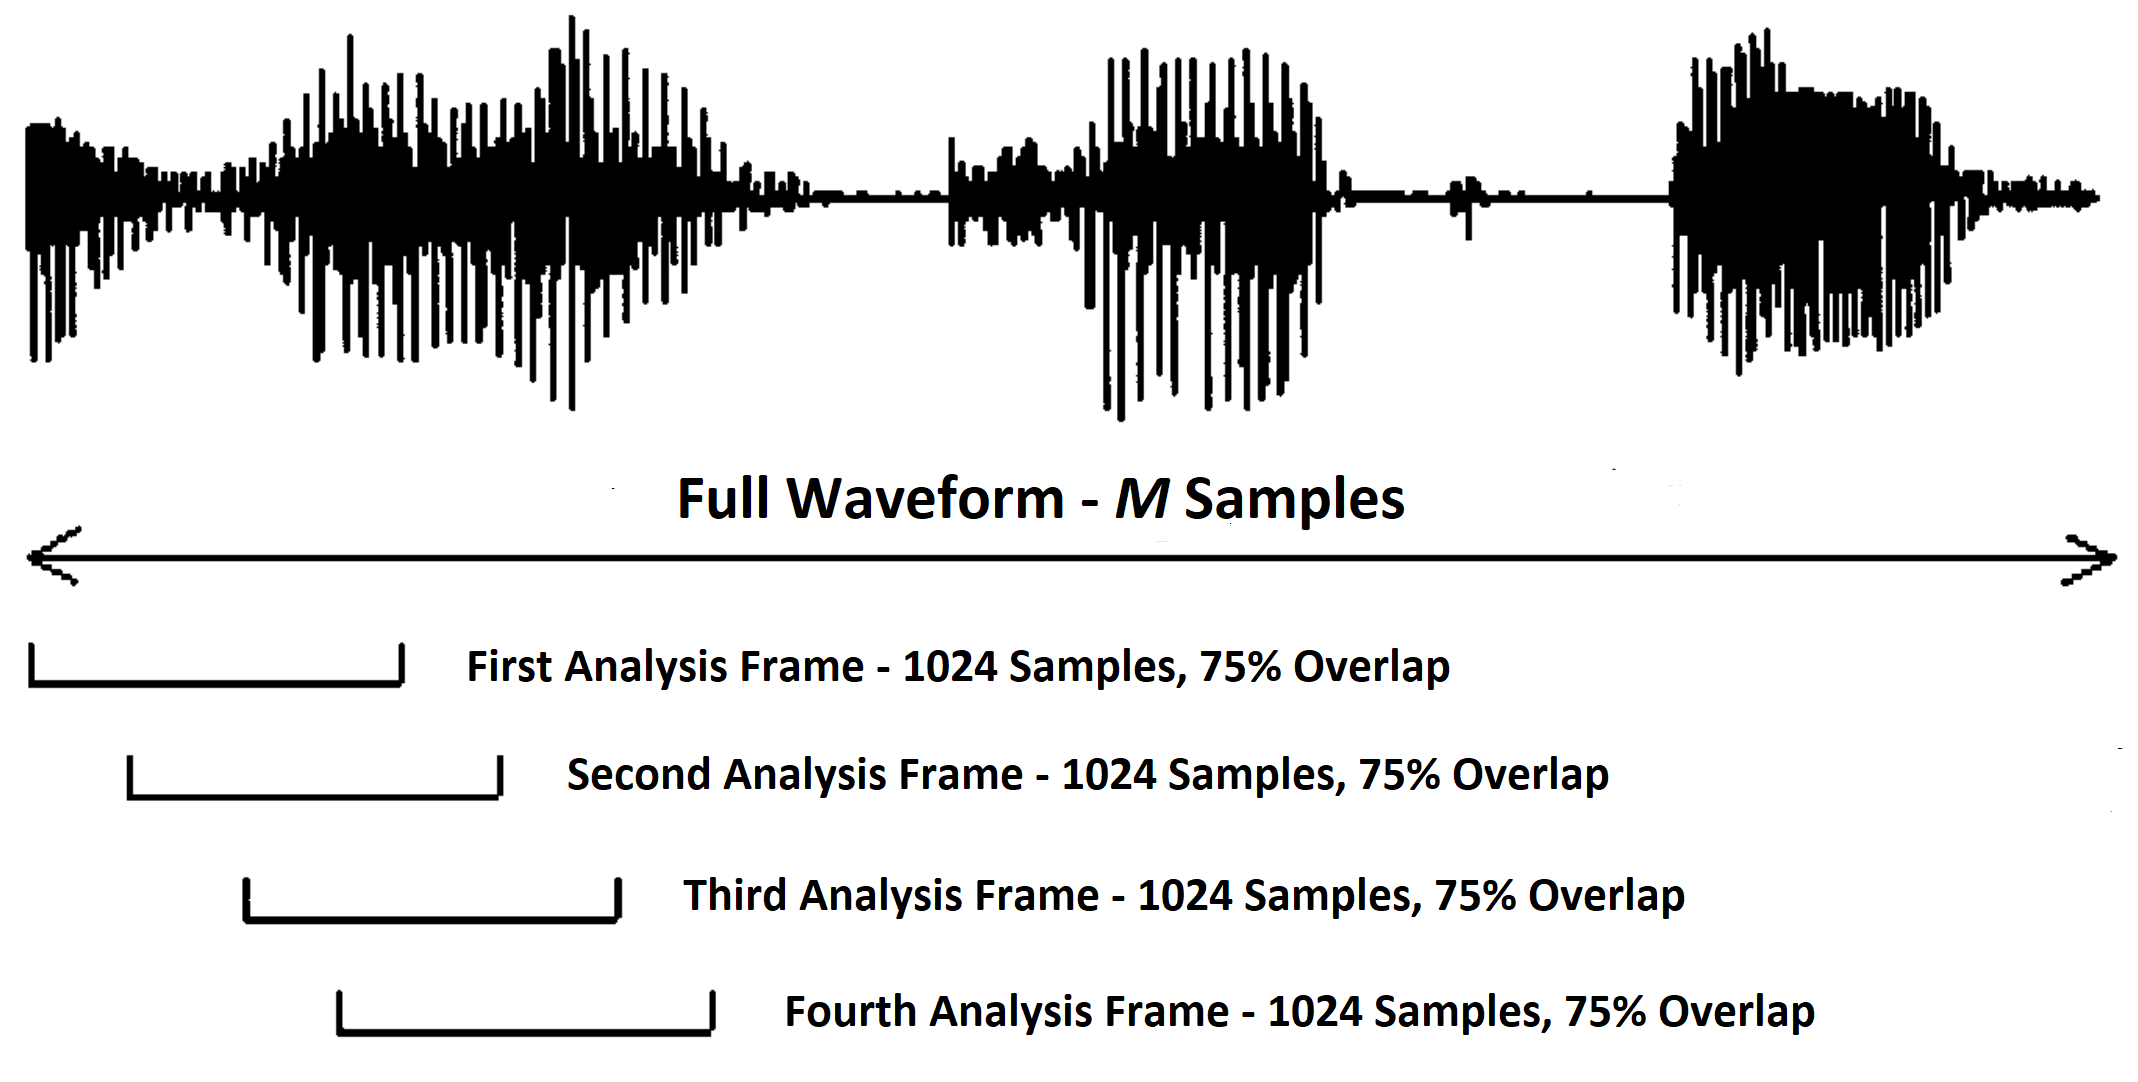 Full Waveform - M Samples
First Analysis Frame - 1024 Samples, 75% Overlap
Second Analysis Frame - 1024 Samples, 75% Overlap
Third Analysis Frame - 1024 Samples, 75% Overlap
Fourth Analysis Frame - 1024 Samples, 75% Overlap